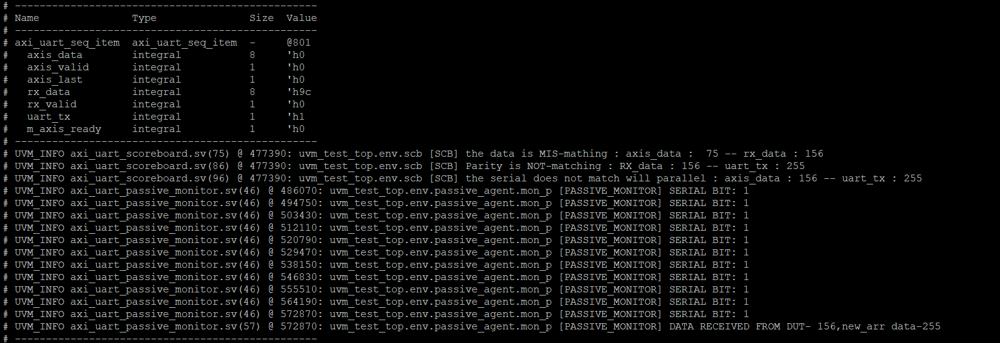 # -------------------------------------------------
# Name               Type               Size  Value
# -------------------------------------------------
# axi_uart_seq_item  axi_uart_seq_item  -     @801
#   axis_data        integral           8     'h0
#   axis_valid       integral           1     'h0
#   axis_last        integral           1     'h0
#   rx_data          integral           8     'h9c
#   rx_valid         integral           1     'h0
#   uart_tx          integral           1     'h1
#   m_axis_ready     integral           1     'h0
# -------------------------------------------------
# UVM_INFO axi_uart_scoreboard.sv(75) @ 477390: uvm_test_top.env.scb [SCB] the data is MIS-mathing : axis_data :  75 -- rx_data : 156
# UVM_INFO axi_uart_scoreboard.sv(86) @ 477390: uvm_test_top.env.scb [SCB] Parity is NOT-matching : RX_data : 156 -- uart_tx : 255
# UVM_INFO axi_uart_scoreboard.sv(96) @ 477390: uvm_test_top.env.scb [SCB] the serial does not match will parallel : axis_data : 156 -- uart_tx : 255
# UVM_INFO axi_uart_passive_monitor.sv(46) @ 486070: uvm_test_top.env.passive_agent.mon_p [PASSIVE_MONITOR] SERIAL BIT: 1
# UVM_INFO axi_uart_passive_monitor.sv(46) @ 494750: uvm_test_top.env.passive_agent.mon_p [PASSIVE_MONITOR] SERIAL BIT: 1
# UVM_INFO axi_uart_passive_monitor.sv(46) @ 503430: uvm_test_top.env.passive_agent.mon_p [PASSIVE_MONITOR] SERIAL BIT: 1
# UVM_INFO axi_uart_passive_monitor.sv(46) @ 512110: uvm_test_top.env.passive_agent.mon_p [PASSIVE_MONITOR] SERIAL BIT: 1
# UVM_INFO axi_uart_passive_monitor.sv(46) @ 520790: uvm_test_top.env.passive_agent.mon_p [PASSIVE_MONITOR] SERIAL BIT: 1
# UVM_INFO axi_uart_passive_monitor.sv(46) @ 529470: uvm_test_top.env.passive_agent.mon_p [PASSIVE_MONITOR] SERIAL BIT: 1
# UVM_INFO axi_uart_passive_monitor.sv(46) @ 538150: uvm_test_top.env.passive_agent.mon_p [PASSIVE_MONITOR] SERIAL BIT: 1
# UVM_INFO axi_uart_passive_monitor.sv(46) @ 546830: uvm_test_top.env.passive_agent.mon_p [PASSIVE_MONITOR] SERIAL BIT: 1
# UVM_INFO axi_uart_passive_monitor.sv(46) @ 555510: uvm_test_top.env.passive_agent.mon_p [PASSIVE_MONITOR] SERIAL BIT: 1
# UVM_INFO axi_uart_passive_monitor.sv(46) @ 564190: uvm_test_top.env.passive_agent.mon_p [PASSIVE_MONITOR] SERIAL BIT: 1
# UVM_INFO axi_uart_passive_monitor.sv(46) @ 572870: uvm_test_top.env.passive_agent.mon_p [PASSIVE_MONITOR] SERIAL BIT: 1
# UVM_INFO axi_uart_passive_monitor.sv(57) @ 572870: uvm_test_top.env.passive_agent.mon_p [PASSIVE_MONITOR] DATA RECEIVED FROM DUT- 156,new_arr data-255
# -------------------------------------------------